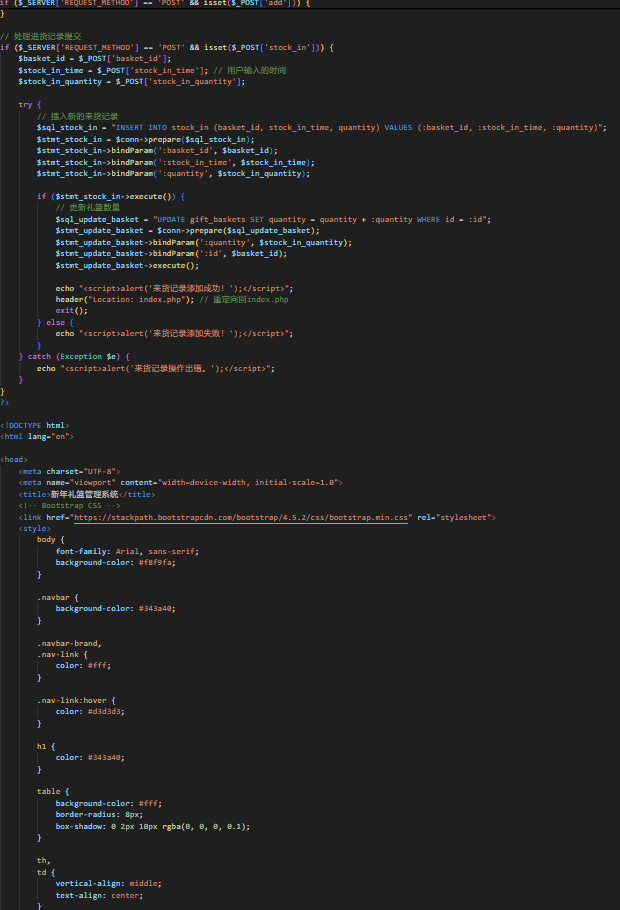 if ($_SERVER['REQUEST_METHOD'] == 'POST' && isset($_POST['add'])) {
}
// 处理进货记录提交
if ($_SERVER['REQUEST_METHOD'] == 'POST' && isset($_POST['stock_in'])) {
$basket_id = $_POST['basket_id'];
$stock_in_time = $_POST['stock_in_time']; // 用户输入的时间
$stock_in_quantity = $_POST['stock_in_quantity'];
try {
// 插入新的来货记录
$sql_stock_in = "INSERT INTO stock_in (basket_id, stock_in_time, quantity) VALUES (:basket_id, :stock_in_time, :quantity)";
$stmt_stock_in = $conn->prepare($sql_stock_in);
$stmt_stock_in->bindParam(':basket_id', $basket_id);
$stmt_stock_in->bindParam(':stock_in_time', $stock_in_time);
$stmt_stock_in->bindParam(':quantity', $stock_in_quantity);
if ($stmt_stock_in->execute()) {
// 更新礼篮数量
$sql_update_basket = "UPDATE gift_baskets SET quantity = quantity + :quantity WHERE id = :id";
$stmt_update_basket = $conn->prepare($sql_update_basket);
$stmt_update_basket->bindParam(':quantity', $stock_in_quantity);
$stmt_update_basket->bindParam(':id', $basket_id);
$stmt_update_basket->execute();
echo "<script>alert('来货记录添加成功！');</script>";
header("Location: index.php"); // 重定向回index.php
exit();
} else {
echo "<script>alert('来货记录添加失败！');</script>";
}
} catch (Exception $e) {
echo "<script>alert('来货记录操作出错。');</script>";
}
}
?>
<!DOCTYPE html>
<html lang="en">
<head>
<meta charset="UTF-8">
<meta name="viewport" content="width=device-width, initial-scale=1.0">
<title>新年礼篮管理系统</title>
<!-- Bootstrap CSS -->
<link href="https://stackpath.bootstrapcdn.com/bootstrap/4.5.2/css/bootstrap.min.css" rel="stylesheet">
<style>
body {
font-family: Arial, sans-serif;
background-color: #f8f9fa;
}
.navbar {
background-color: #343a40;
}
.navbar-brand,
.nav-link {
color: #fff;
}
.nav-link:hover {
color: #d3d3d3;
}
h1 {
color: #343a40;
}
table {
background-color: #fff;
border-radius: 8px;
box-shadow: 0 2px 10px rgba(0, 0, 0, 0.1);
}
th,
td {
vertical-align: middle;
text-align: center;
}